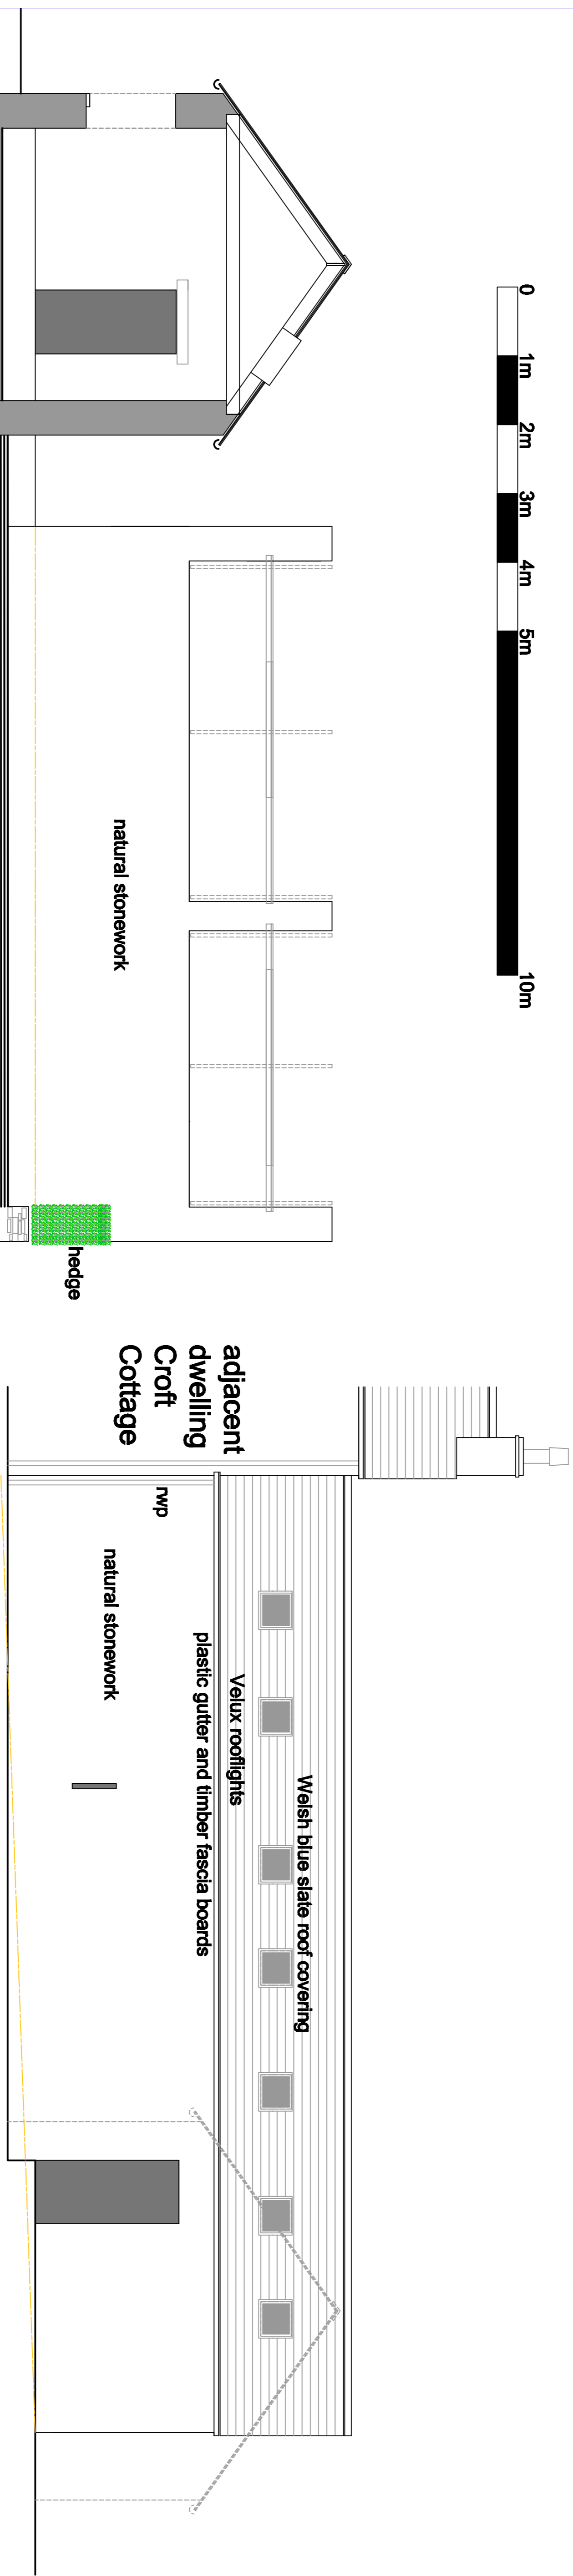 0
1m
2m
3m
4m
5m
10m
natural stonework
hedge
adjacent
dwelling
Croft
Cottage
rwp
natural stonework
Welsh blue slate roof covering
Velux rooflights
plastic gutter and timber fascia boards